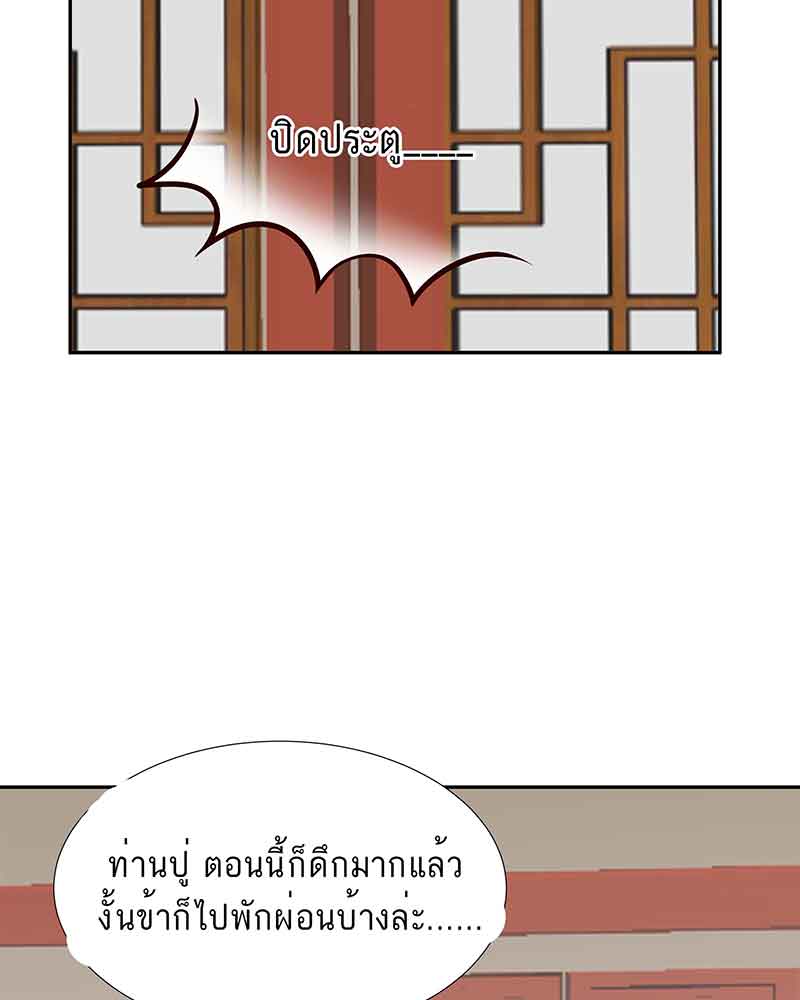 ปิดประตู____
ท่านปู่ ตอนนี้ก็ดึกมากแล้ว
งั้นข้าก็ไปพักผ่อนบ้างล่ะ......